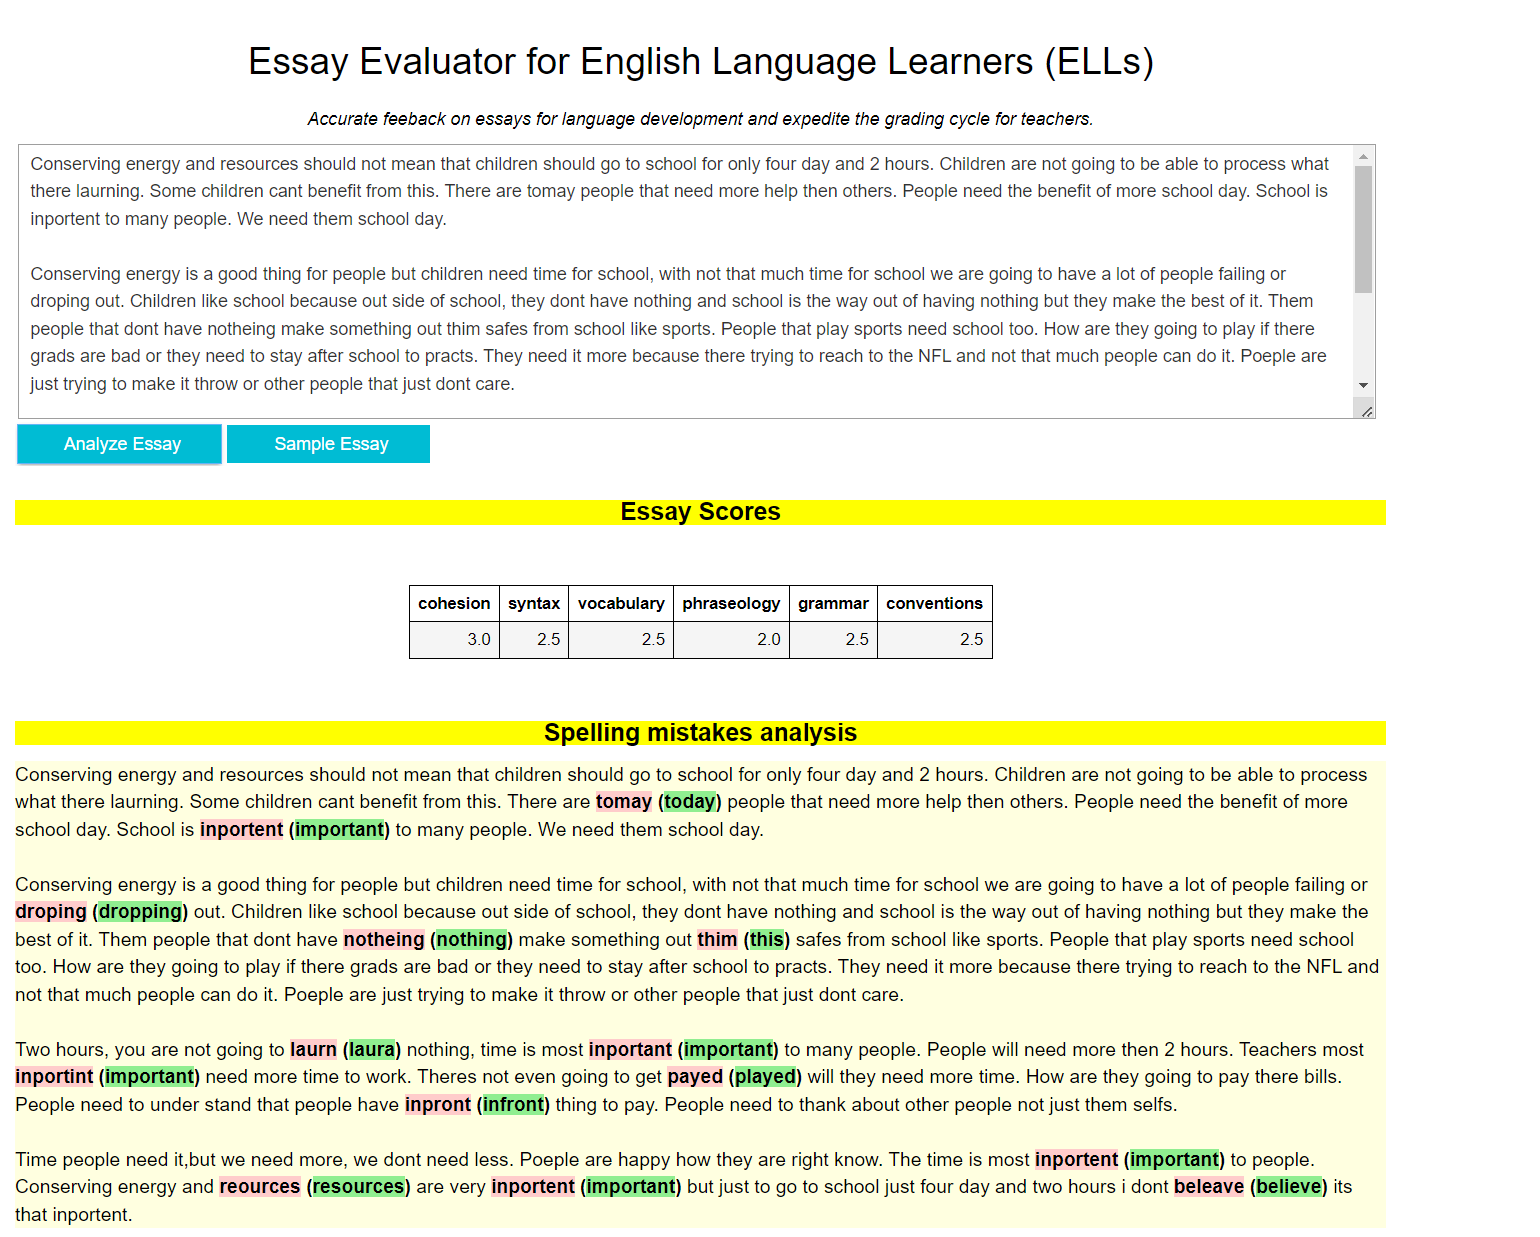 Essay Evaluator for English Language Learners (ELLs)
Accurate feeback on essays for language development and expedite the grading cycle for teachers.
Conserving energy and resources should not mean that children should go to school for only four day and 2 hours. Children are not going to be able to process what
there laurning. Some children cant benefit from this. There are tomay people that need more help then others. People need the benefit of more school day. School is
inportent to many people. We need them school day.
Conserving energy is a good thing for people but children need time for school, with not that much time for school we are going to have a lot of people failing or
droping out. Children like school because out side of school, they dont have nothing and school is the way out of having nothing but they make the best of it. Them
people that dont have notheing make something out thim safes from school like sports. People that play sports need school too. How are they going to play if there
grads are bad or they need to stay after school to practs. They need it more because there trying to reach to the NFL and not that much people can do it. Poeple are
just trying to make it throw or other people that just dont care.
Analyze Essay Sample Essay
Essay Scores
cohesion syntax vocabulary phraseology grammar conventions
3.0 2.5 2.5 2.0 2.5 2.5
Spelling mistakes analysis
Conserving energy and resources should not mean that children should go to school for only four day and 2 hours. Children are not going to be able to process
what there laurning. Some children cant benefit from this. There are tomay (today) people that need more help then others. People need the benefit of more
school day. School is inportent (important) to many people. We need them school day.
Conserving energy is a good thing for people but children need time for school, with not that much time for school we are going to have a lot of people failing or
droping (dropping) out. Children like school because out side of school, they dont have nothing and school is the way out of having nothing but they make the
best of it. Them people that dont have notheing (nothing) make something out thim (this) safes from school like sports. People that play sports need school
too. How are they going to play if there grads are bad or they need to stay after school to practs. They need it more because there trying to reach to the NFL and
not that much people can do it. Poeple are just trying to make it throw or other people that just dont care.
Two hours, you are not going to laurn (laura) nothing, time is most inportant (important) to many people. People will need more then 2 hours. Teachers most
inportint (important) need more time to work. Theres not even going to get payed (played) will they need more time. How are they going to pay there bills.
People need to under stand that people have inpront (infront) thing to pay. People need to thank about other people not just them selfs.
Time people need it,but we need more, we dont need less. Poeple are happy how they are right know. The time is most inportent (important) to people.
Conserving energy and reources (resources) are very inportent (important) but just to go to school just four day and two hours i dont beleave (believe) its
that inportent.